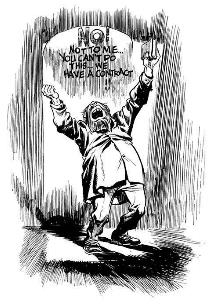 NO!
NOT TO ME...
YOU CAN'T DO
THIS... WE
HAVE A CONTRACT
!!